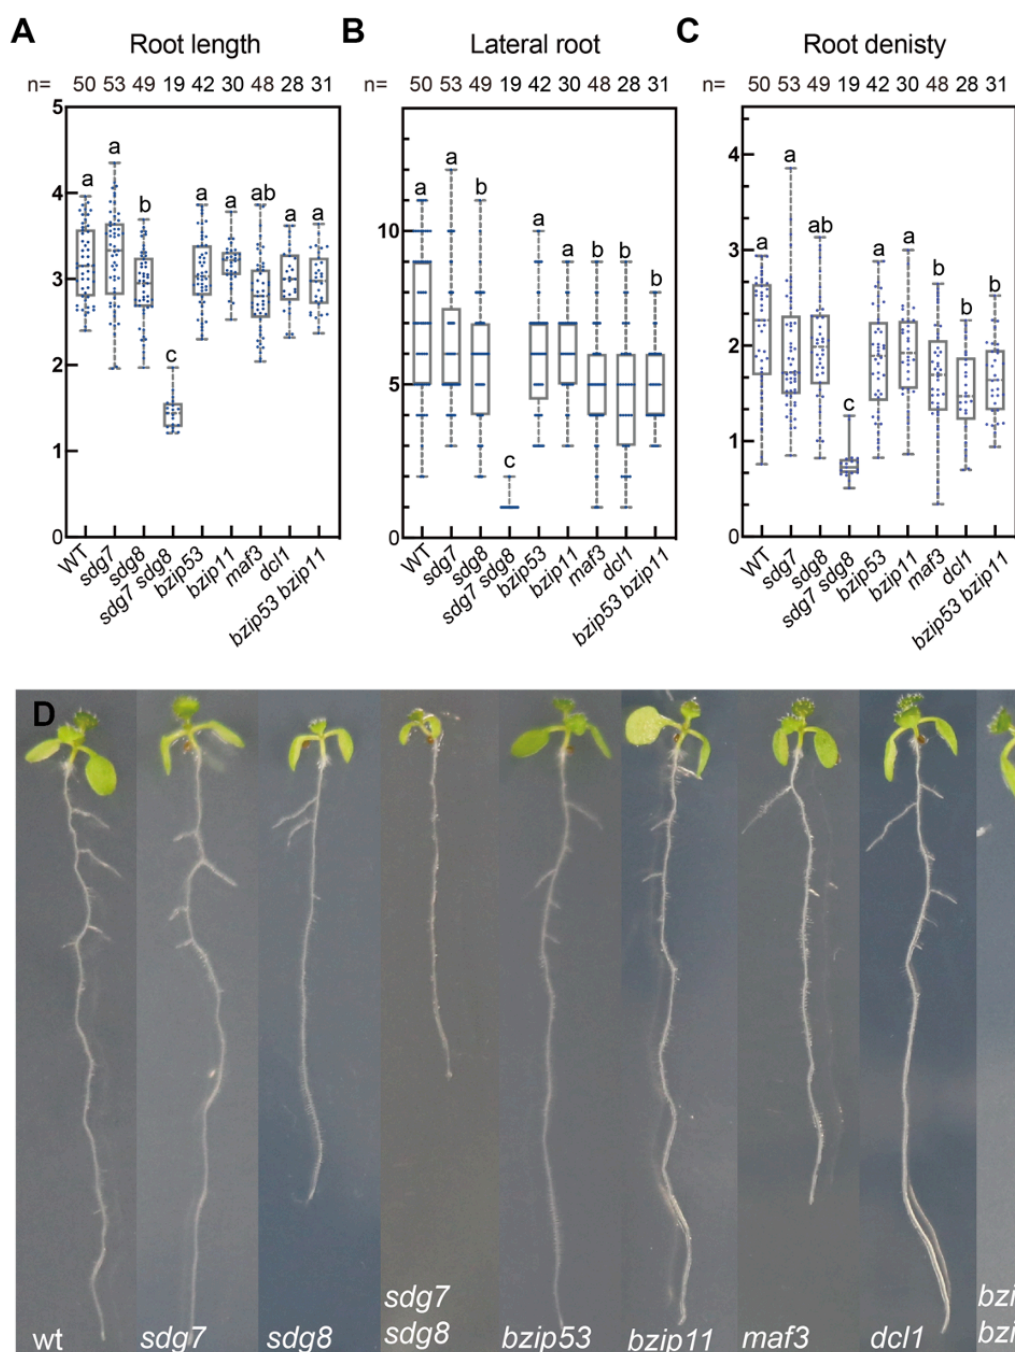 A Root length
n= 50 53 49 19 42 30 48 28 31
5
4
3
2
1
0
a a b c a a ab a a
WT sdg7 sdg8 sdg7 sdg8 bzip53 bzip11 maf3 dcl1 bzip53 bzip11
B Lateral root
n= 50 53 49 19 42 30 48 28 31
10
5
0
a a b c a a b b b
WT sdg7 sdg8 sdg7 sdg8 bzip53 bzip11 maf3 dcl1 bzip53 bzip11
C Root denisty
n= 50 53 49 19 42 30 48 28 31
4
3
2
1
0
a a ab c a a b b b
WT sdg7 sdg8 sdg7 sdg8 bzip53 bzip11 maf3 dcl1 bzip53 bzip11
D
wt sdg7 sdg8 sdg7 sdg8 bzip53 bzip11 maf3 dcl1 bzi
bzi